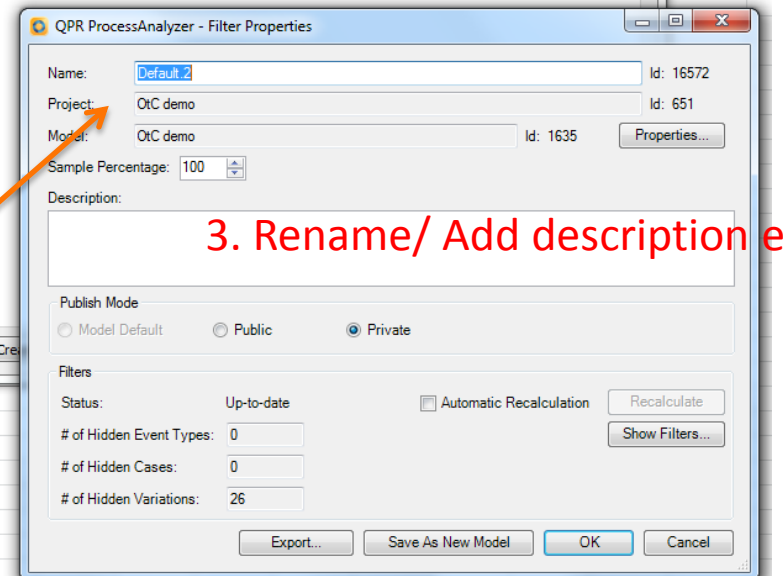 QPR ProcessAnalyzer - Filter Properties
Name: Default.2 Id: 16572
Project: OtC demo Id: 651
Model: OtC demo Id: 1635 Properties...
Sample Percentage: 100
Description:
3. Rename/ Add description e
Publish Mode
Model Default Public Private
Cre
Filters
Status: Up-to-date Automatic Recalculation Recalculate
# of Hidden Event Types: 0 Show Filters...
# of Hidden Cases: 0
# of Hidden Variations: 26
Export... Save As New Model OK Cancel